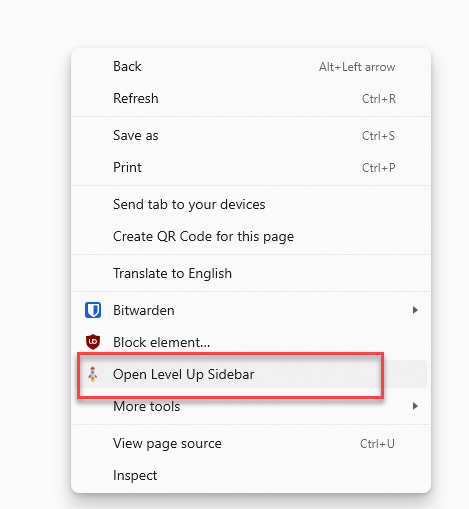 Back Alt+Left arrow
Refresh Ctrl+R
Save as Ctrl+S
Print Ctrl+P
Send tab to your devices
Create QR Code for this page
Translate to English
Bitwarden
Block element...
Open Level Up Sidebar
More tools
View page source Ctrl+U
Inspect